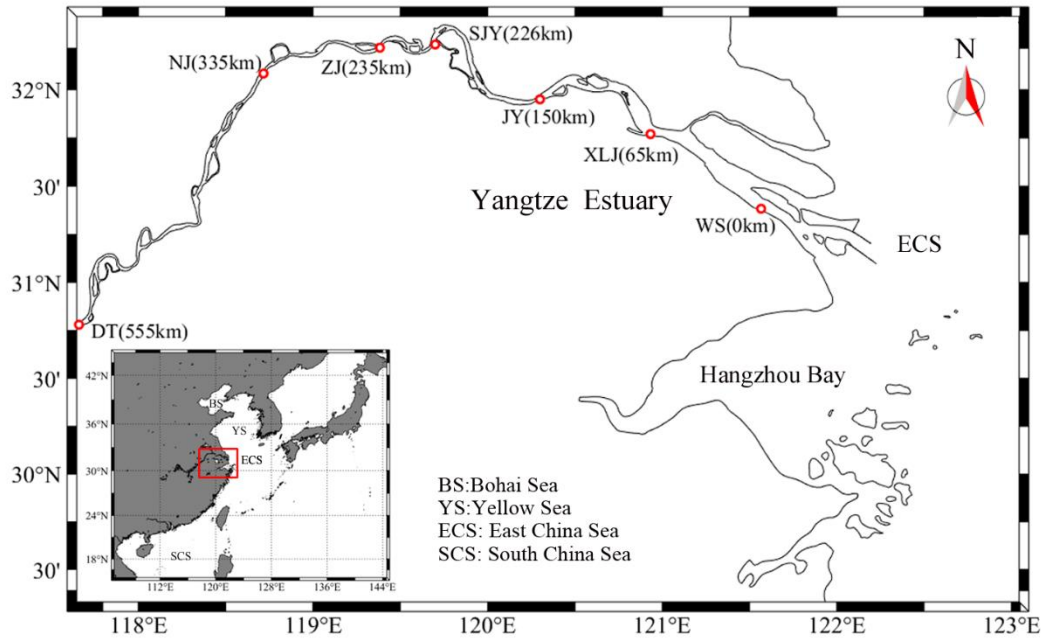 SJY(226km)
NJ(335km)
ZJ(235km)
N
32°N
JY(150km)
XLJ(65km)
30'
Yangtze Estuary
WS(0km)
ECS
31°N
DT(555km)
30'
Hangzhou Bay
42°N
BS
36°N
YS
ECS
30°N
30°N
24°N
SCS
18°N
112°E 120°E 128°E 136°E 144°E
BS:Bohai Sea
YS:Yellow Sea
ECS: East China Sea
SCS: South China Sea
30'
118°E 119°E 120°E 121°E 122°E 123°E